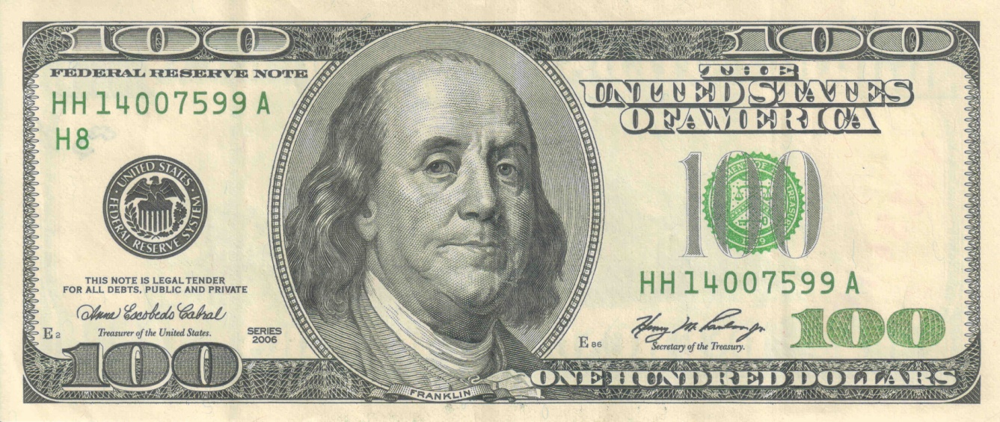 100
100
FEDERAL RESERVE NOTE
THE
UNITED STATES
OF AMERICA
HH 14007599 A
H8
UNITED STATES
FEDERAL RESERVE SYSTEM
100
THIS NOTE IS LEGAL TENDER
FOR ALL DEBTS, PUBLIC AND PRIVATE
HH 14007599 A
Anna Escobedo Cabral
Treasurer of the United States.
E2
SERIES
2006
E 86
Henry M. Paulson Jr
Secretary of the Treasury.
100
100
FRANKLIN
ONE HUNDRED DOLLARS